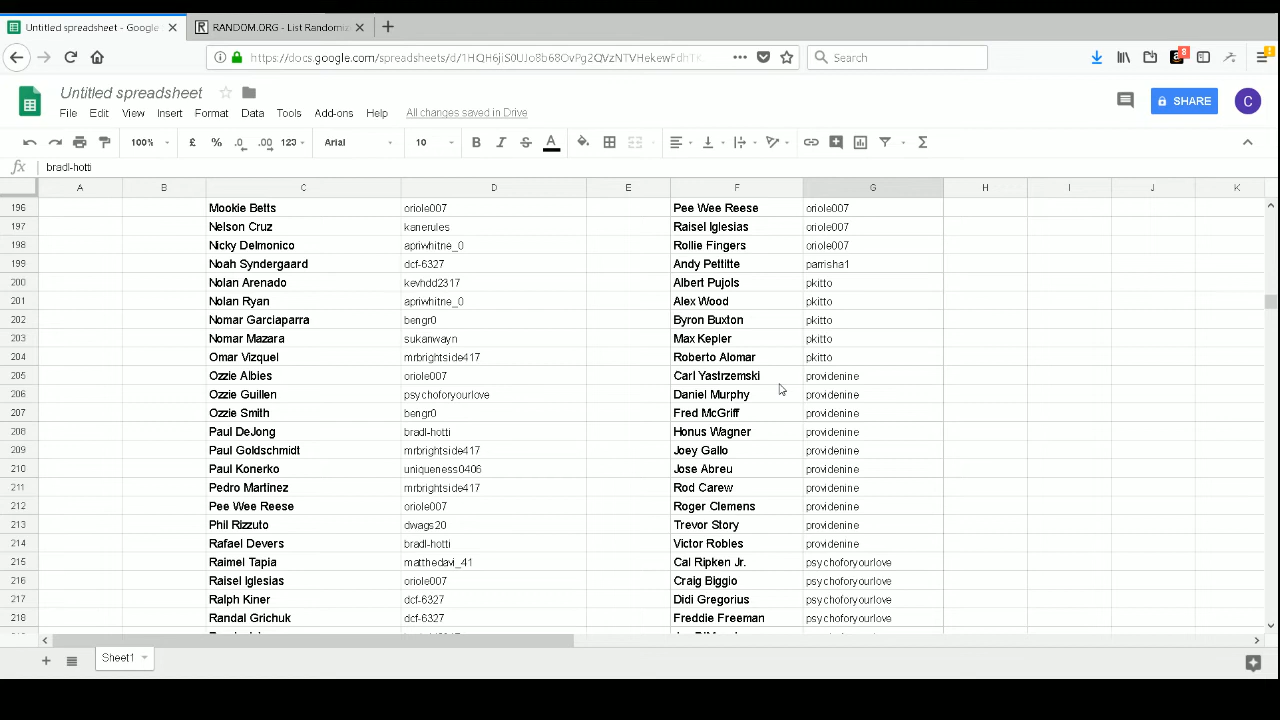 Untitled spreadsheet - Google
RANDOM.ORG - List Randomi
Search
8
Untitled spreadsheet
File Edit View Insert Format Data Tools Add-ons Help All changes saved in Drive
SHARE
C
100% £ % .0 .00 123 Arial 10 B I S A
fx bradl-hotti
A B C D E F G H I J K
196 Mookie Betts oriole007 Pee Wee Reese oriole007
197 Nelson Cruz kanerules Raisel Iglesias oriole007
198 Nicky Delmonico apriwhitne_0 Rollie Fingers oriole007
199 Noah Syndergaard dcf-6327 Andy Pettitte parrisha1
200 Nolan Arenado kevhdd2317 Albert Pujols pkitto
201 Nolan Ryan apriwhitne_0 Alex Wood pkitto
202 Nomar Garciaparra bengr0 Byron Buxton pkitto
203 Nomar Mazara sukanwayn Max Kepler pkitto
204 Omar Vizquel mrbrightside417 Roberto Alomar pkitto
205 Ozzie Albies oriole007 Carl Yastrzemski providenine
206 Ozzie Guillen psychoforyourlove Daniel Murphy providenine
207 Ozzie Smith bengr0 Fred McGriff providenine
208 Paul DeJong bradl-hotti Honus Wagner providenine
209 Paul Goldschmidt mrbrightside417 Joey Gallo providenine
210 Paul Konerko uniqueness0406 Jose Abreu providenine
211 Pedro Martinez mrbrightside417 Rod Carew providenine
212 Pee Wee Reese oriole007 Roger Clemens providenine
213 Phil Rizzuto dwags20 Trevor Story providenine
214 Rafael Devers bradl-hotti Victor Robles providenine
215 Raimel Tapia matthedavi_41 Cal Ripken Jr. psychoforyourlove
216 Raisel Iglesias oriole007 Craig Biggio psychoforyourlove
217 Ralph Kiner dcf-6327 Didi Gregorius psychoforyourlove
218 Randal Grichuk dcf-6327 Freddie Freeman psychoforyourlove
Sheet1